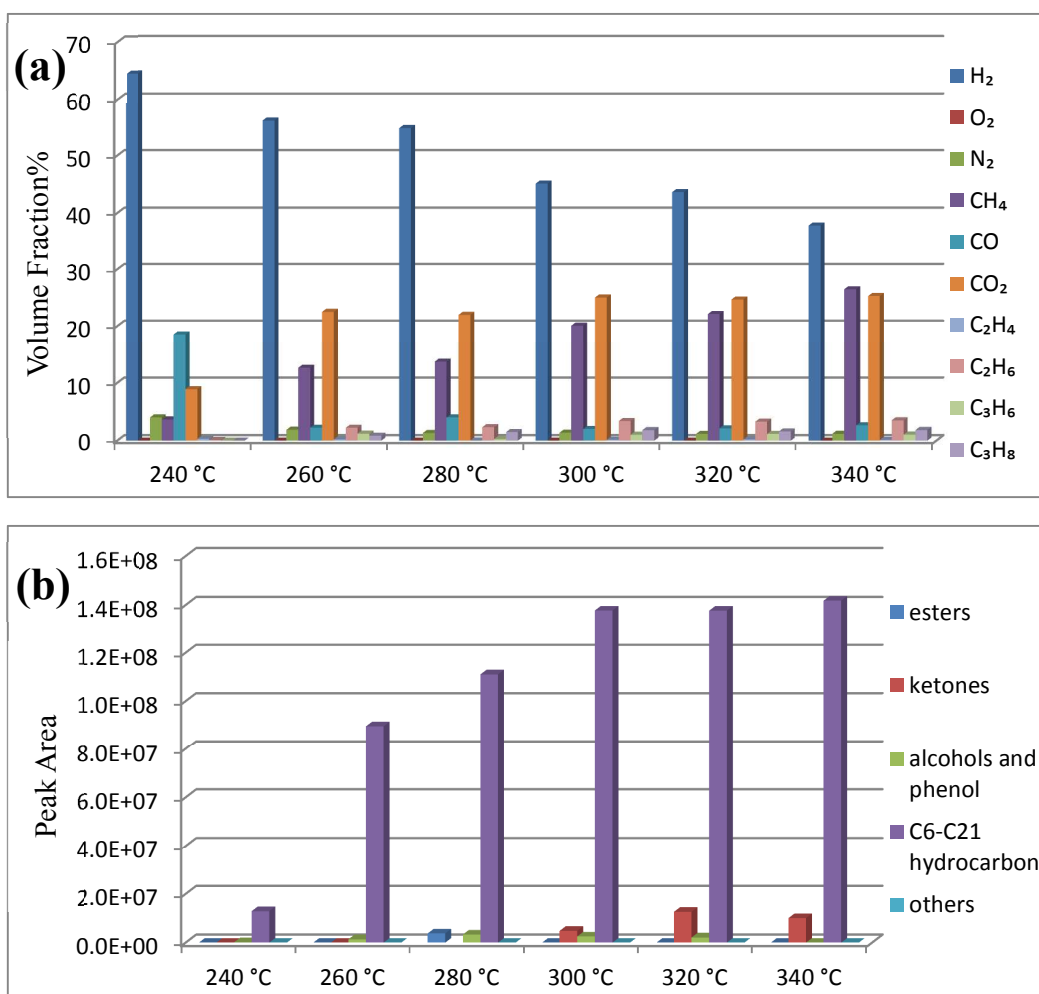 (a)
Volume Fraction%
70
60
50
40
30
20
10
0
240 °C 260 °C 280 °C 300 °C 320 °C 340 °C
H₂
O₂
N₂
CH₄
CO
CO₂
C₂H₄
C₂H₆
C₃H₆
C₃H₈
(b)
Peak Area
1.6E+08
1.4E+08
1.2E+08
1.0E+08
8.0E+07
6.0E+07
4.0E+07
2.0E+07
0.0E+00
240 °C 260 °C 280 °C 300 °C 320 °C 340 °C
esters
ketones
alcohols and
phenol
C6-C21
hydrocarbon
others